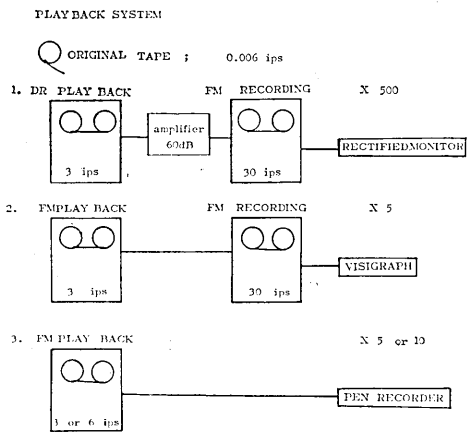 PLAYBACK SYSTEM
ORIGINAL TAPE ; 0.006 ips
1. DR PLAY BACK FM RECORDING X 500
amplifier
60dB
RECTIFIEDMONITOR
3 ips 30 ips
2. FMPLAY BACK FM RECORDING X 5
VISIGRAPH
3 ips 30 ips
3. FM PLAY BACK X 5 or 10
PEN RECORDER
3 or 6 ips